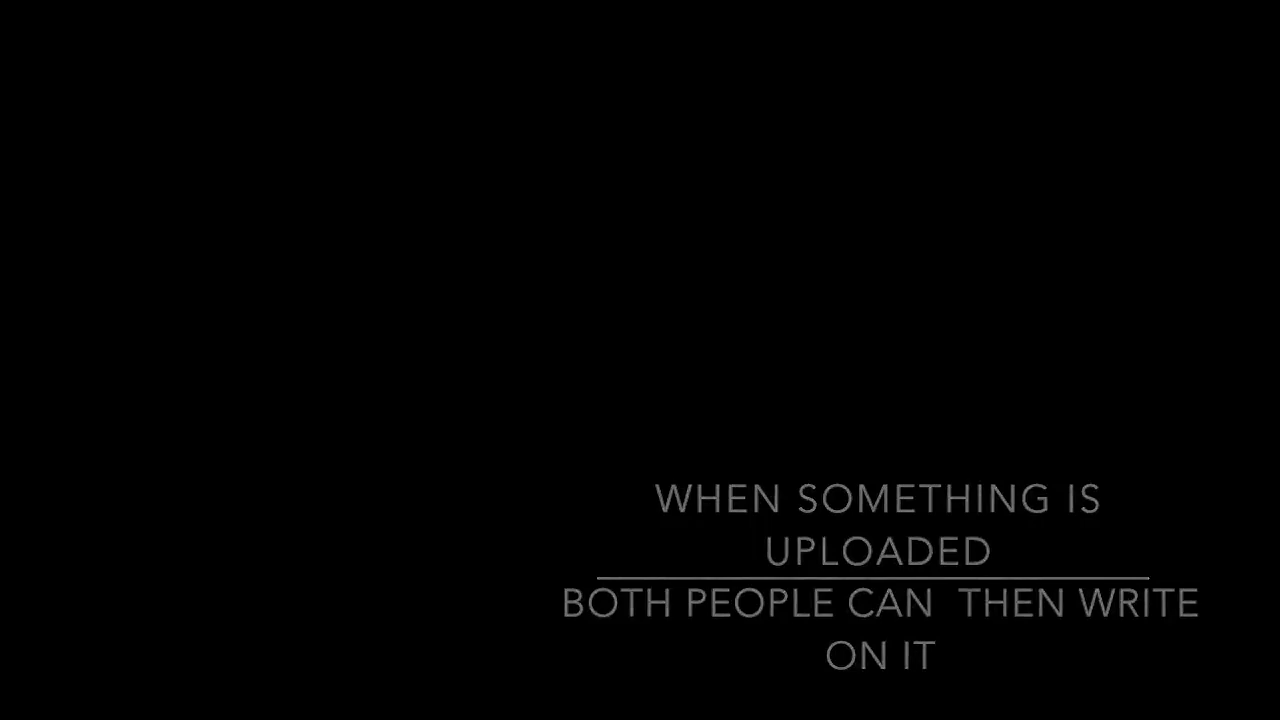 WHEN SOMETHING IS
UPLOADED
BOTH PEOPLE CAN  THEN WRITE
ON IT